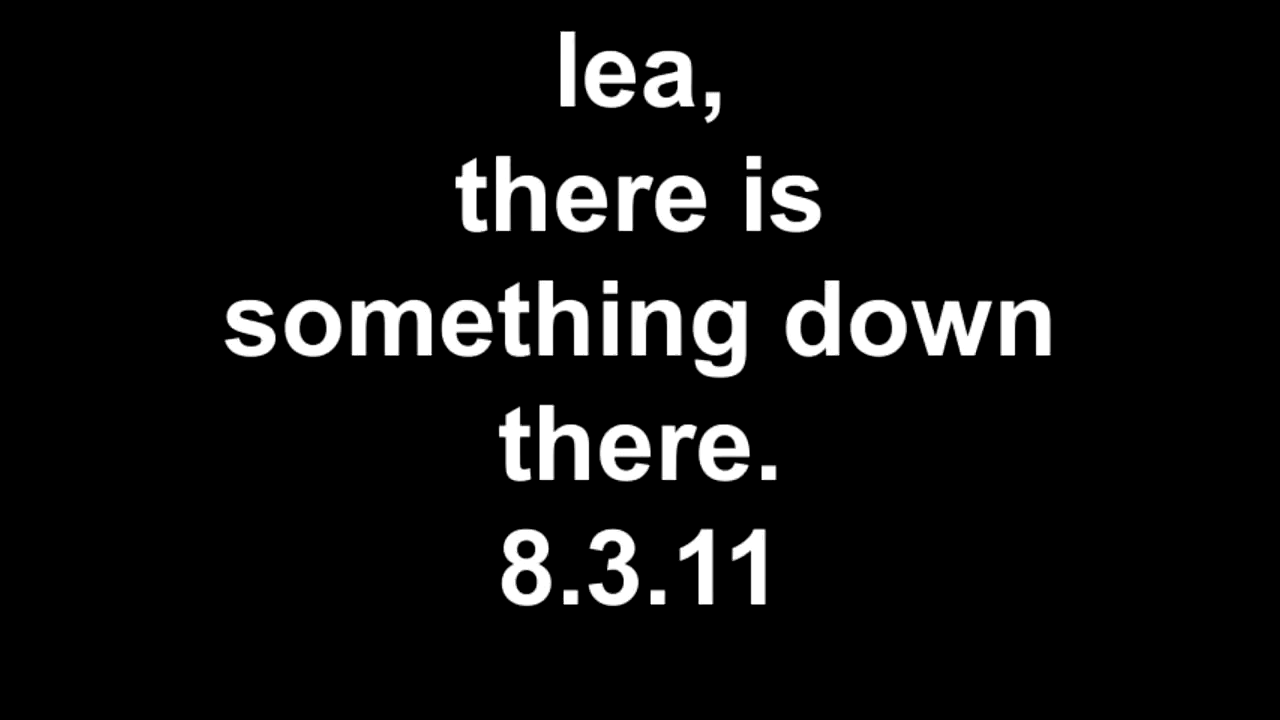 lea,
there is
something down
there.
8.3.11